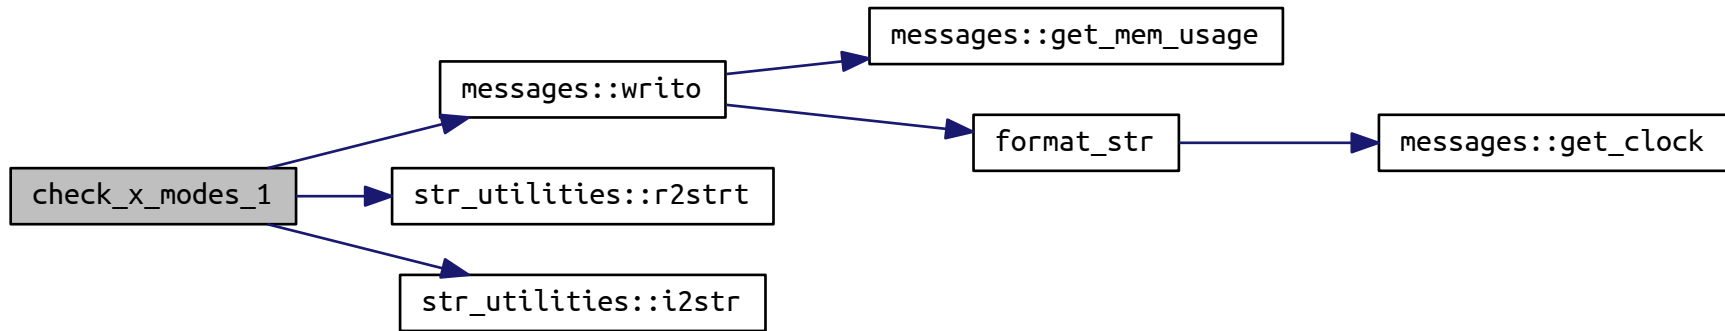 messages::get_mem_usage
messages::writo
format_str
messages::get_clock
check_x_modes_1
str_utilities::r2strt
str_utilities::i2str